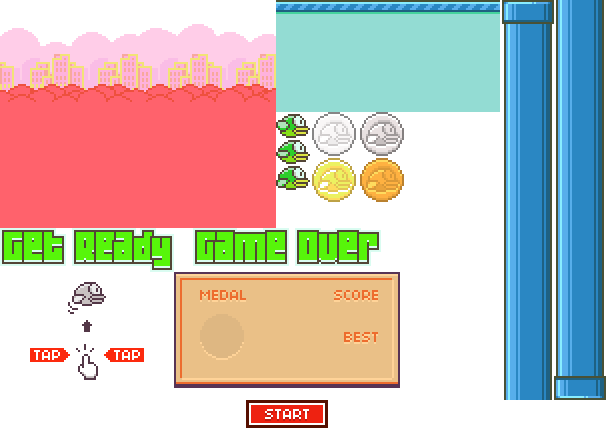 Get Ready
Game Over
MEDAL SCORE
BEST
TAP TAP
START